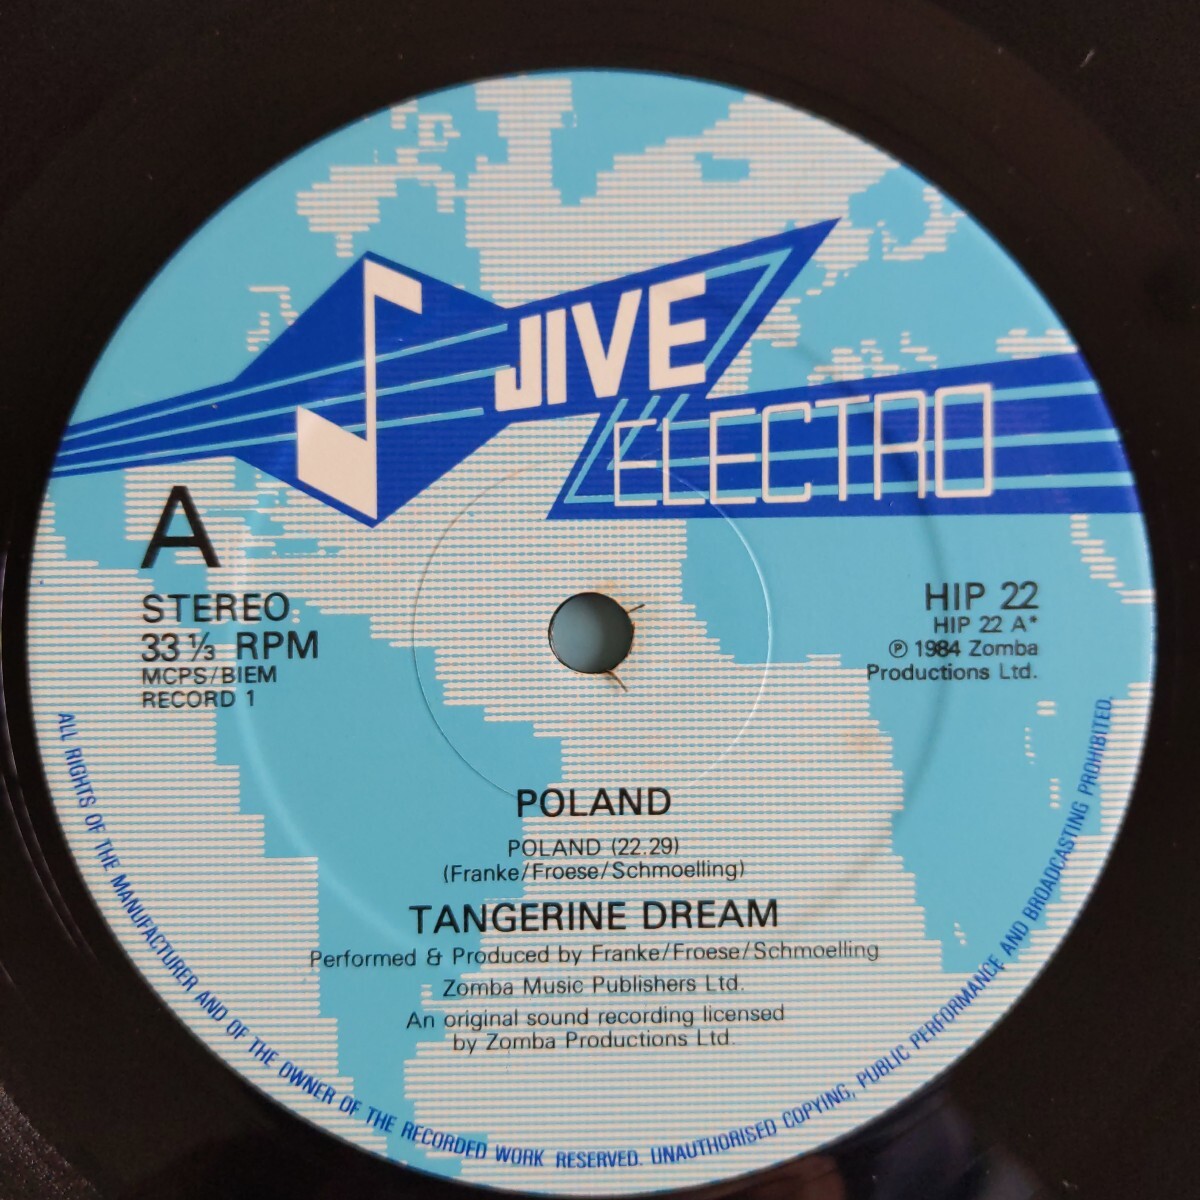 JIVE
ELECTRO
A
STEREO
33 ⅓ RPM
MCPS/BIEM
RECORD 1
HIP 22
HIP 22 A*
℗ 1984 Zomba
Productions Ltd.
POLAND
POLAND (22.29)
(Franke/Froese/Schmoelling)
TANGERINE DREAM
Performed & Produced by Franke/Froese/Schmoelling
Zomba Music Publishers Ltd.
An original sound recording licensed
by Zomba Productions Ltd.
ALL RIGHTS OF THE MANUFACTURER AND OF THE OWNER OF THE RECORDED WORK RESERVED. UNAUTHORISED COPYING, PUBLIC PERFORMANCE AND BROADCASTING PROHIBITED.